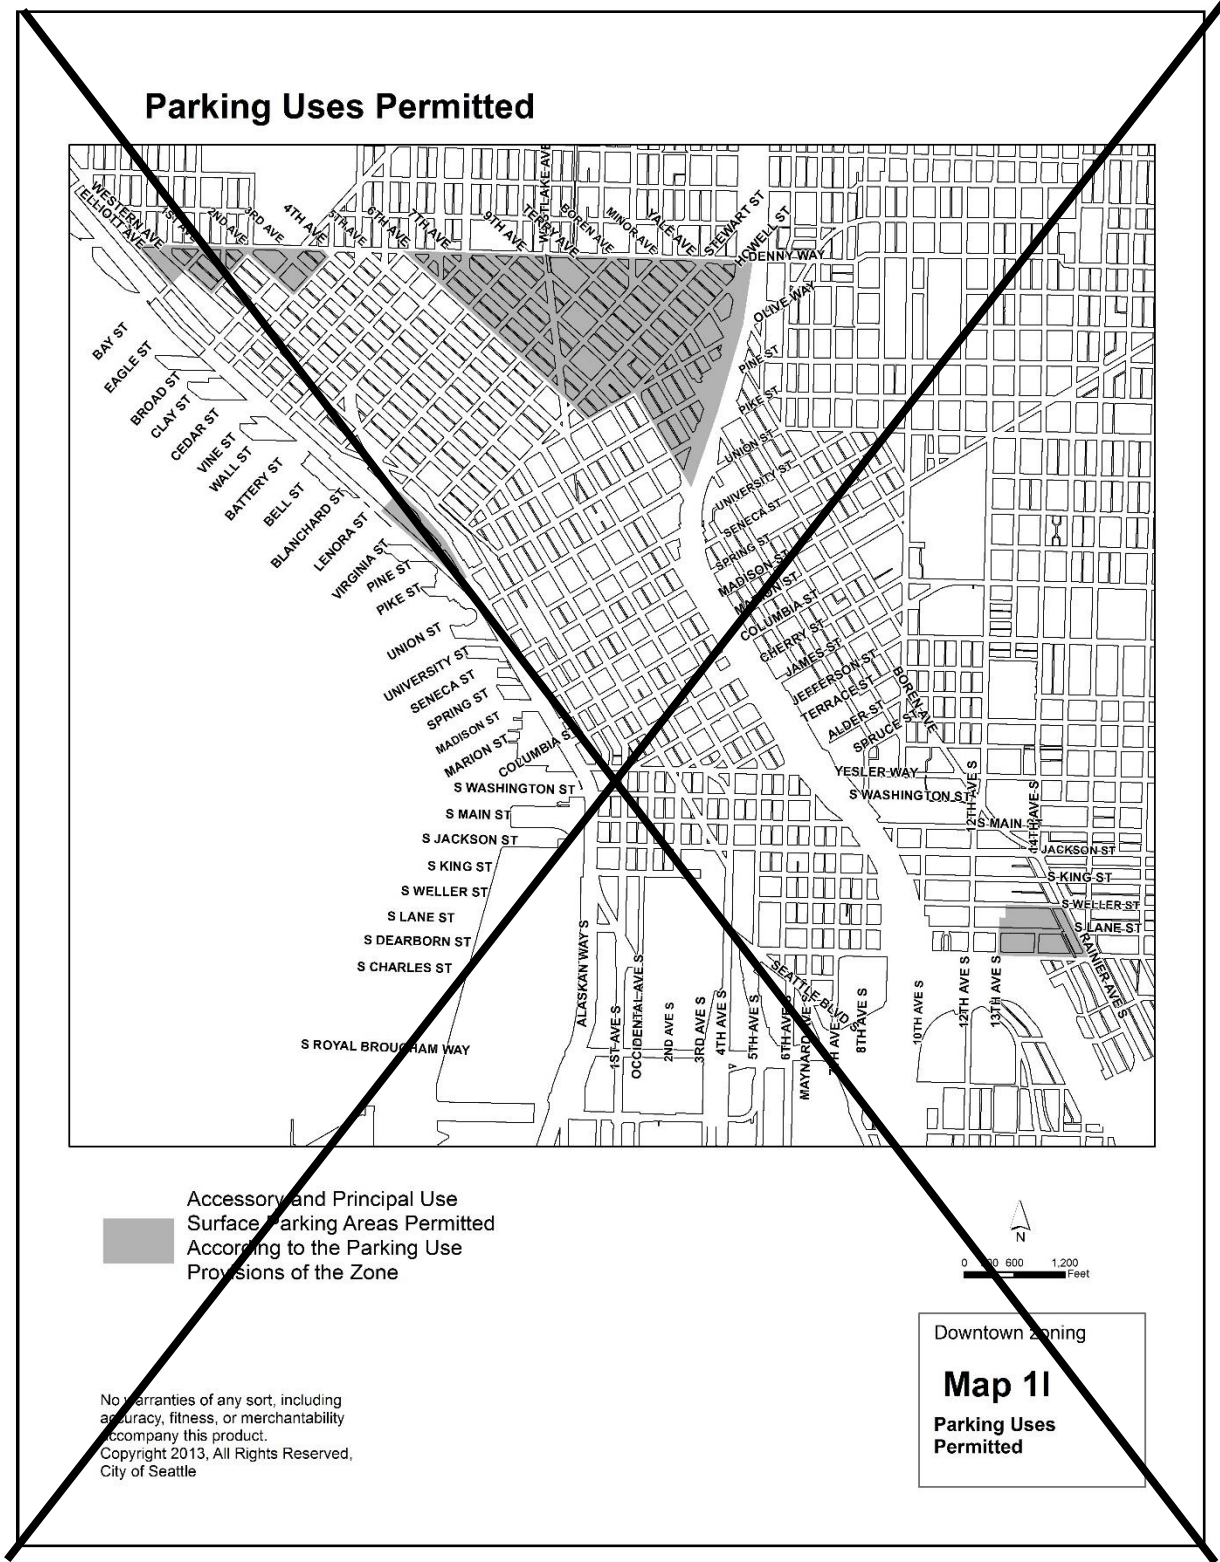 Parking Uses Permitted
WESTERN AVE
ELLIOTT AVE
1ST AVE
2ND AVE
3RD AVE
4TH AVE
5TH AVE
6TH AVE
7TH AVE
9TH AVE
WESTLAKE AVE
TERRY AVE
BOREN AVE
MINOR AVE
YALE AVE
STEWART ST
HOWELL ST
DENNY WAY
OLIVE WAY
PINE ST
PIKE ST
UNION ST
UNIVERSITY ST
SENECA ST
SPRING ST
MADISON ST
MARION ST
COLUMBIA ST
CHERRY ST
JAMES ST
JEFFERSON ST
TERRACE ST
ALDER ST
SPRUCE ST
BOREN AVE
YESLER WAY
S WASHINGTON ST
12TH AVE S
S MAIN ST
14TH AVE S
JACKSON ST
S KING ST
S WELLER ST
S LANE ST
RAINIER AVE S
BAY ST
EAGLE ST
BROAD ST
CLAY ST
CEDAR ST
VINE ST
WALL ST
BATTERY ST
BELL ST
BLANCHARD ST
LENORA ST
VIRGINIA ST
PINE ST
PIKE ST
UNION ST
UNIVERSITY ST
SENECA ST
SPRING ST
MADISON ST
MARION ST
COLUMBIA ST
S WASHINGTON ST
S MAIN ST
S JACKSON ST
S KING ST
S WELLER ST
S LANE ST
S DEARBORN ST
S CHARLES ST
S ROYAL BROUGHAM WAY
ALASKAN WAY S
1ST AVE S
OCCIDENTAL AVE S
2ND AVE S
3RD AVE S
4TH AVE S
5TH AVE S
6TH AVE S
MAYNARD AVE S
7TH AVE S
8TH AVE S
SEATTLE BLVD S
10TH AVE S
12TH AVE S
13TH AVE S
Accessory and Principal Use
Surface Parking Areas Permitted
According to the Parking Use
Provisions of the Zone
N
0 300 600 1,200
Feet
Downtown zoning
Map 1I
Parking Uses
Permitted
No warranties of any sort, including
accuracy, fitness, or merchantability
accompany this product.
Copyright 2013, All Rights Reserved,
City of Seattle